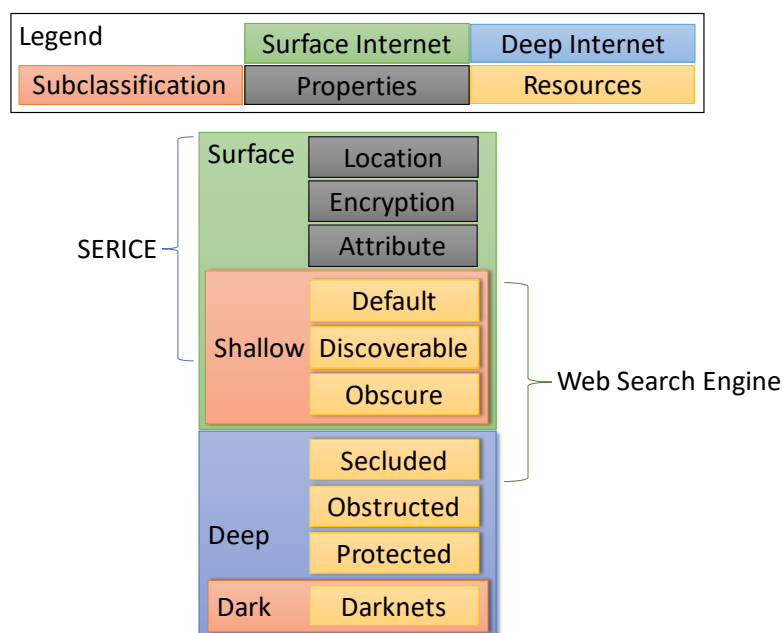 Legend
Surface Internet
Deep Internet
Subclassification
Properties
Resources
Surface
Location
Encryption
Attribute
SERICE
Default
Shallow
Discoverable
Web Search Engine
Obscure
Secluded
Obstructed
Deep
Protected
Dark
Darknets